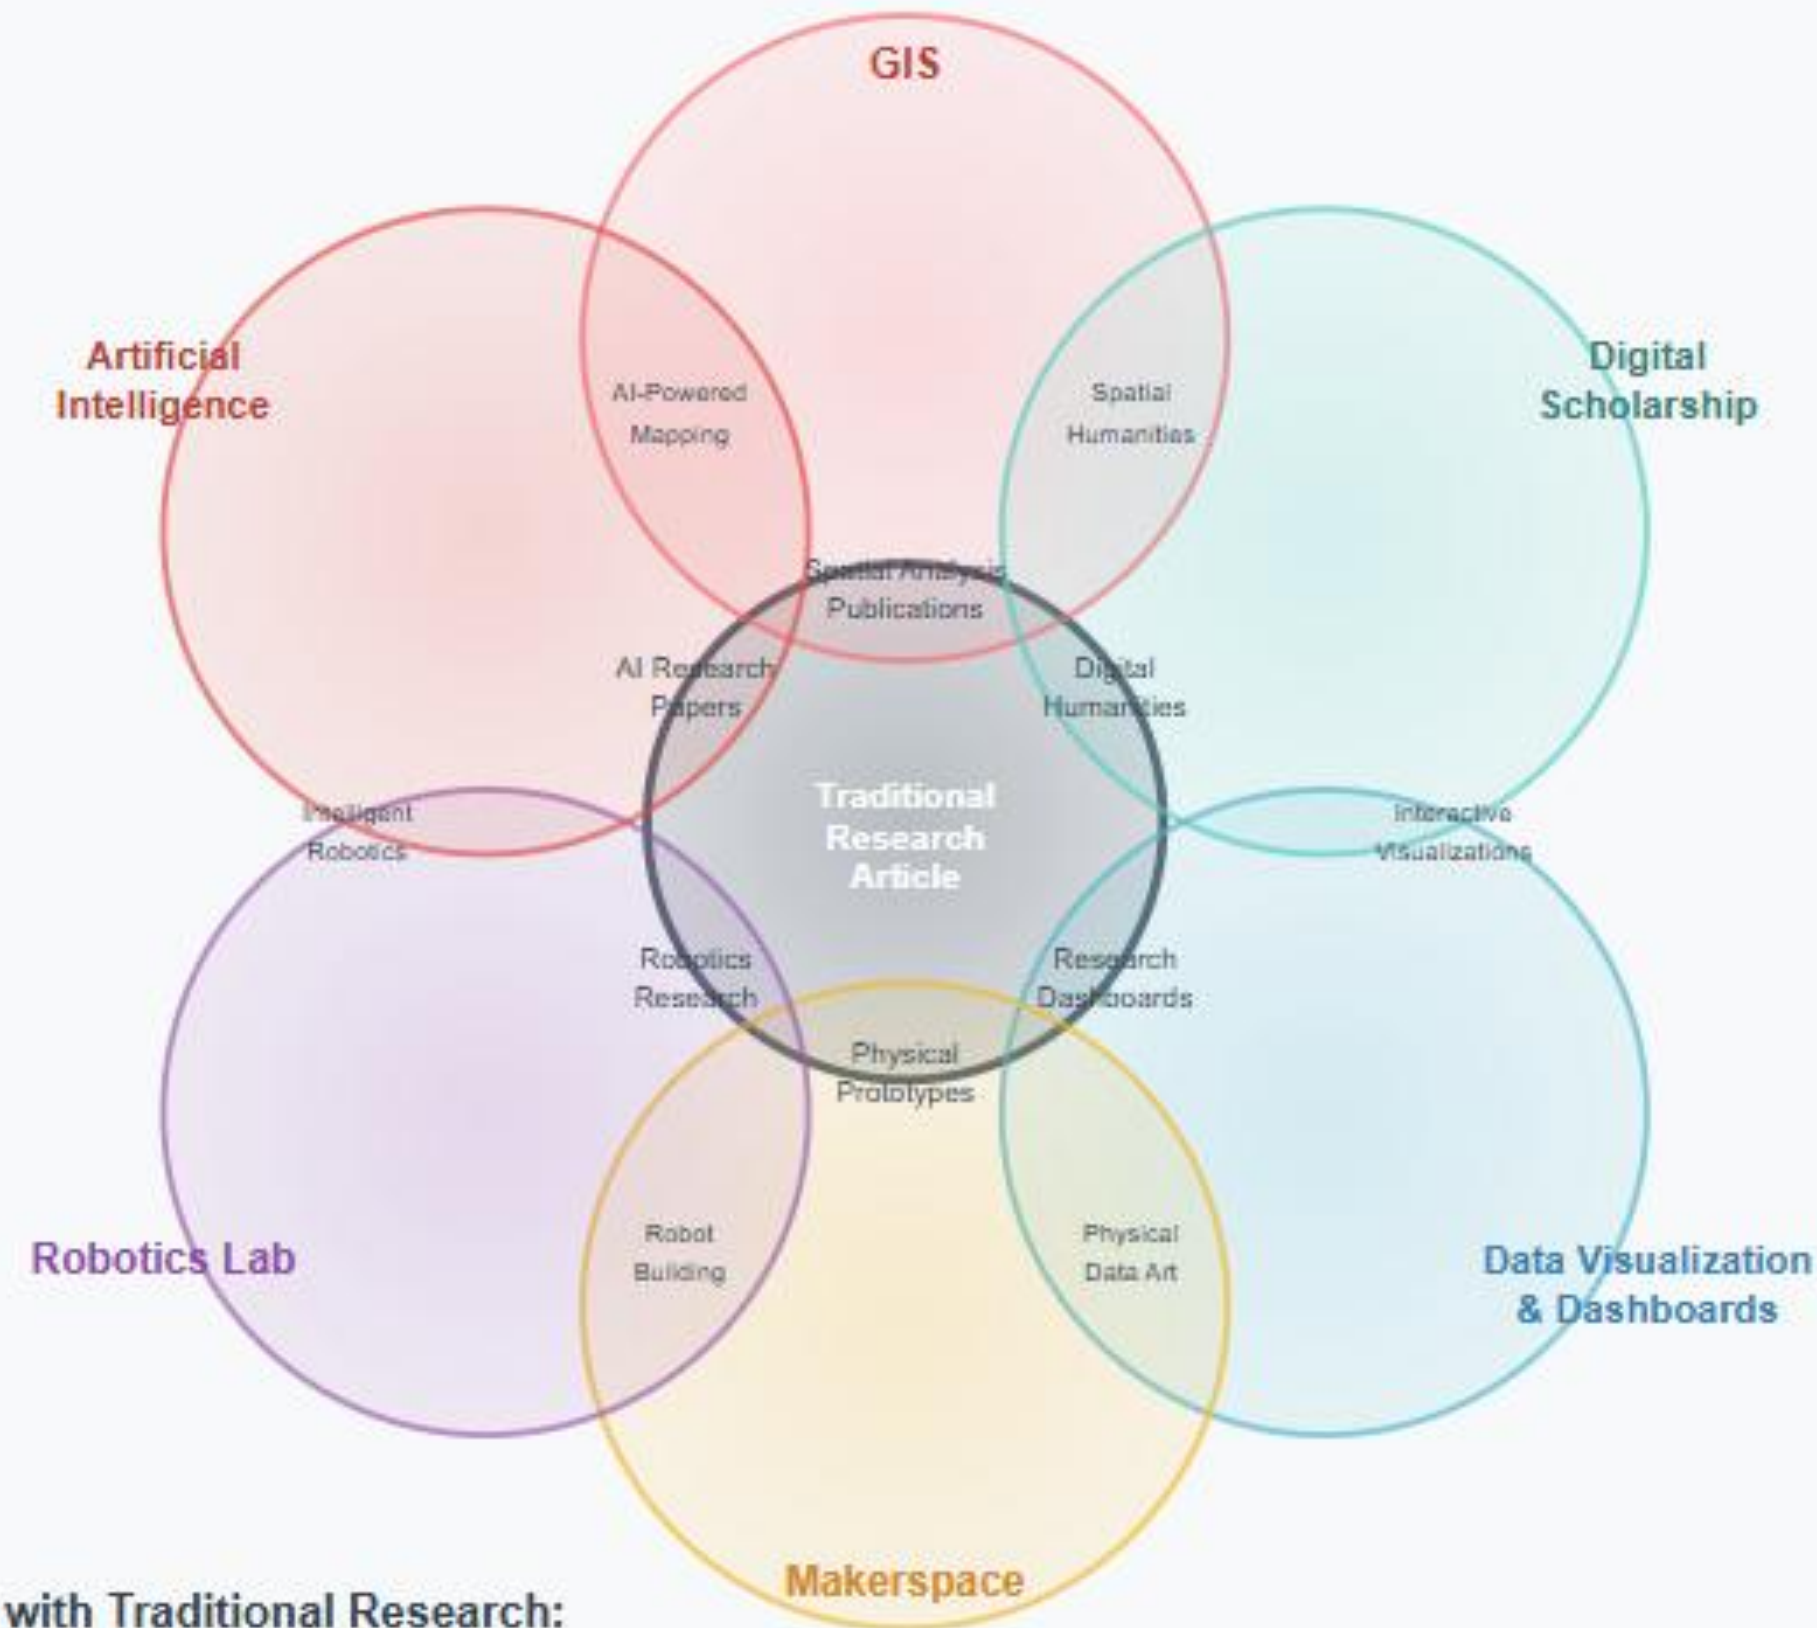 GIS
Artificial
Intelligence
Digital
Scholarship
AI-Powered
Mapping
Spatial
Humanities
Spatial Analysis
Publications
AI Research
Papers
Digital
Humanities
Traditional
Research
Article
Intelligent
Robotics
Interactive
Visualizations
Robotics
Research
Research
Dashboards
Physical
Prototypes
Robotics Lab
Robot
Building
Physical
Data Art
Data Visualization
& Dashboards
Makerspace
with Traditional Research: